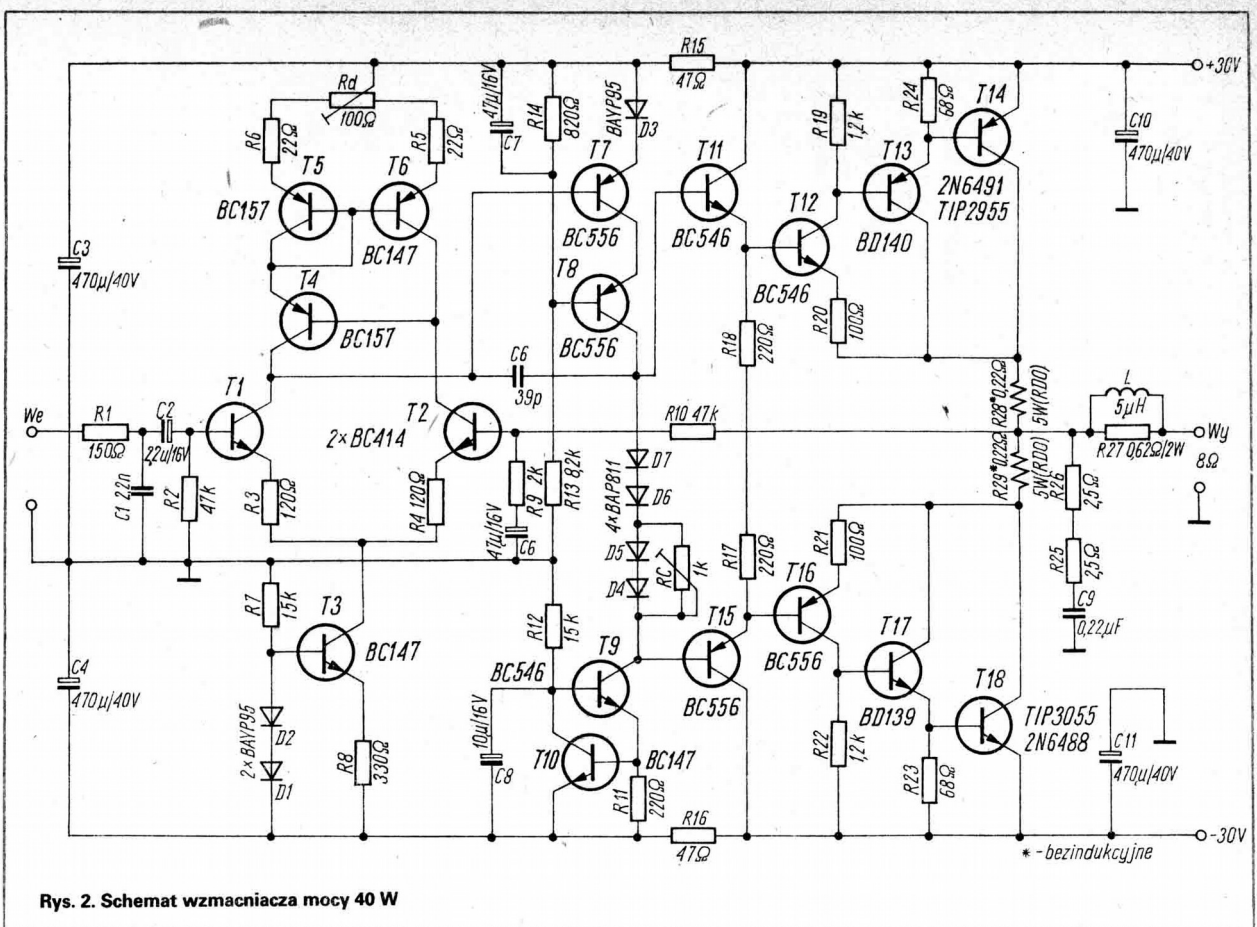 R15
47Ω
+30V
Rd
100Ω
R6
22Ω
R5
22Ω
47μ/16V
C7
R14
820Ω
BAYP95
D3
R19
1,2k
R24
68Ω
T14
C10
470μ/40V
T5
T6
T7
T11
T13
2N6491
TIP2955
BC157
BC147
BC556
BC546
T12
BD140
C3
470μ/40V
T4
T8
BC546
BC157
BC556
R18
220Ω
R20
100Ω
C6
39p
T1
T2
2×BC414
R10 47k
R28*0,22Ω
5W(RDO)
L
5μH
We
R1
150Ω
C2
2,2u/16V
Wy
8Ω
R27 0,62Ω/2W
R29*0,22Ω
5W(RDO)
C1 2,2n
R2
47k
R3
120Ω
R4 120Ω
R9 2k
47μ/16V
C6
R13 8,2k
D7
D6
4×BAP811
D5
D4
RC
1k
R17
220Ω
R21
100Ω
R26
2,5Ω
R25
2,5Ω
C9
0,22μF
R7
15k
T3
BC147
R12
15k
T9
BC546
T15
BC556
T16
BC556
T17
BD139
T18
TIP3055
2N6488
C4
470μ/40V
2×BAYP95
D2
D1
R8
330Ω
10μ/16V
C8
T10
BC147
R11
220Ω
R22
1,2k
R23
68Ω
C11
470μ/40V
R16
47Ω
-30V
* - bezindukcyjne
Rys. 2. Schemat wzmacniacza mocy 40 W